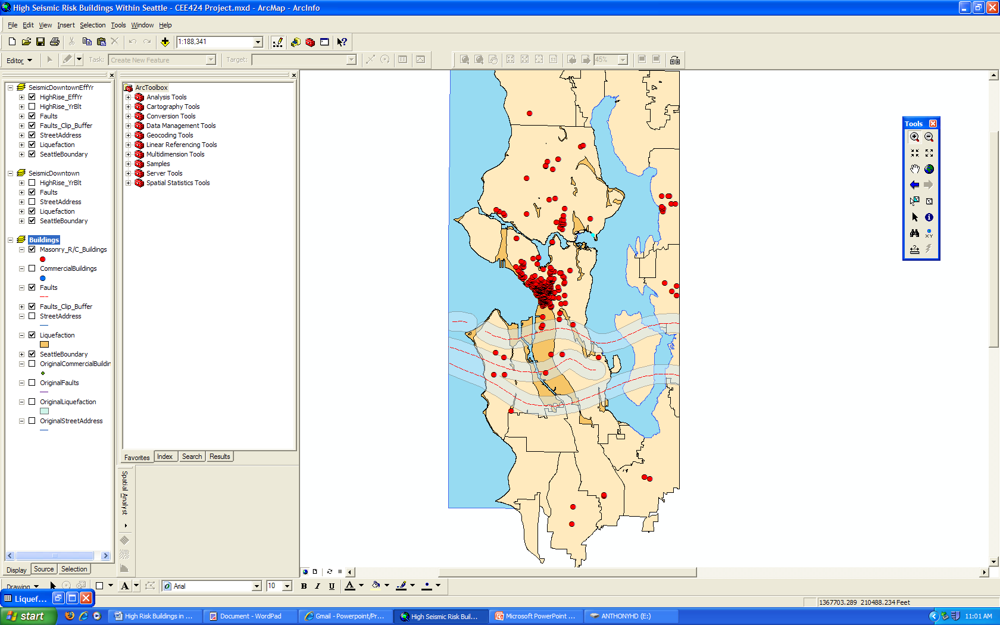 High Seismic Risk Buildings Within Seattle - CEE424 Project.mxd - ArcMap - ArcInfo
File Edit View Insert Selection Tools Window Help
1:188,341
Editor Task: Create New Feature Target: 45%
SeismicDowntownEffYr
HighRise_EffYr
HighRise_YrBlt
Faults
Faults_Clip_Buffer
StreetAddress
Liquefaction
SeattleBoundary
SeismicDowntown
HighRise_YrBlt
Faults
StreetAddress
Liquefaction
SeattleBoundary
Buildings
Masonry_R/C_Buildings
CommercialBuildings
Faults
Faults_Clip_Buffer
StreetAddress
Liquefaction
SeattleBoundary
OriginalCommercialBuildin
OriginalFaults
OriginalLiquefaction
OriginalStreetAddress
Display Source Selection
ArcToolbox
Analysis Tools
Cartography Tools
Conversion Tools
Data Management Tools
Geocoding Tools
Linear Referencing Tools
Multidimension Tools
Samples
Server Tools
Spatial Statistics Tools
Favorites Index Search Results
Spatial Analyst
Tools
XY
Drawing A Arial 10 B I U A
Liquef...
1367703.289 210488.234 Feet
start High Risk Buildings in ... Document - WordPad Gmail - Powerpoint/Pr... High Seismic Risk Buil... Microsoft PowerPoint ... ANTHONYHD (E:) 11:01 AM